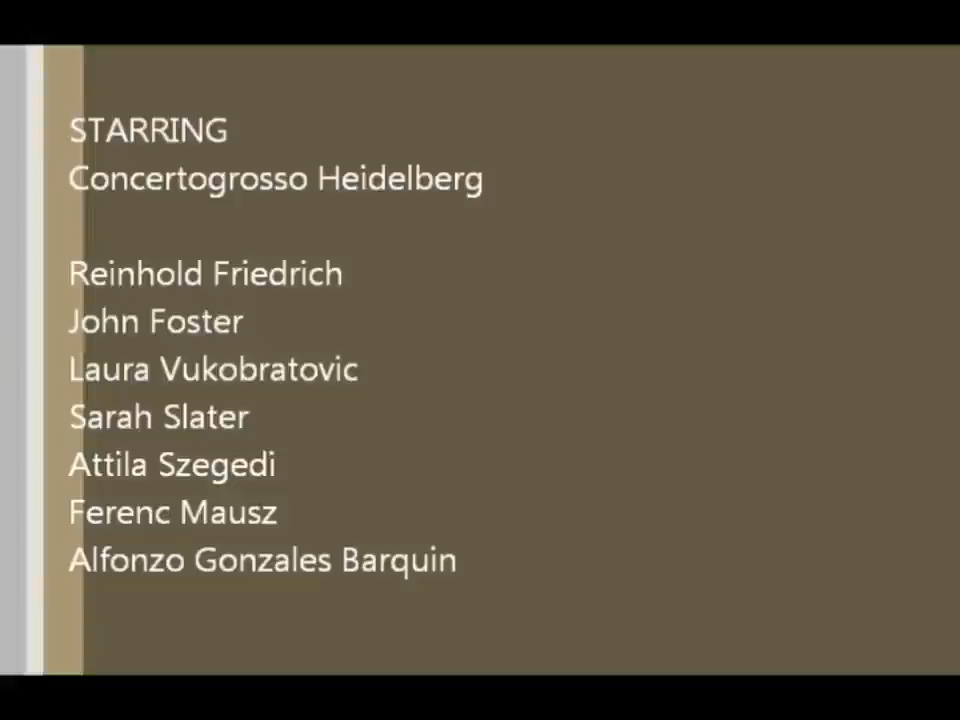 STARRING
Concertogrosso Heidelberg
Reinhold Friedrich
John Foster
Laura Vukobratovic
Sarah Slater
Attila Szegedi
Ferenc Mausz
Alfonzo Gonzales Barquin